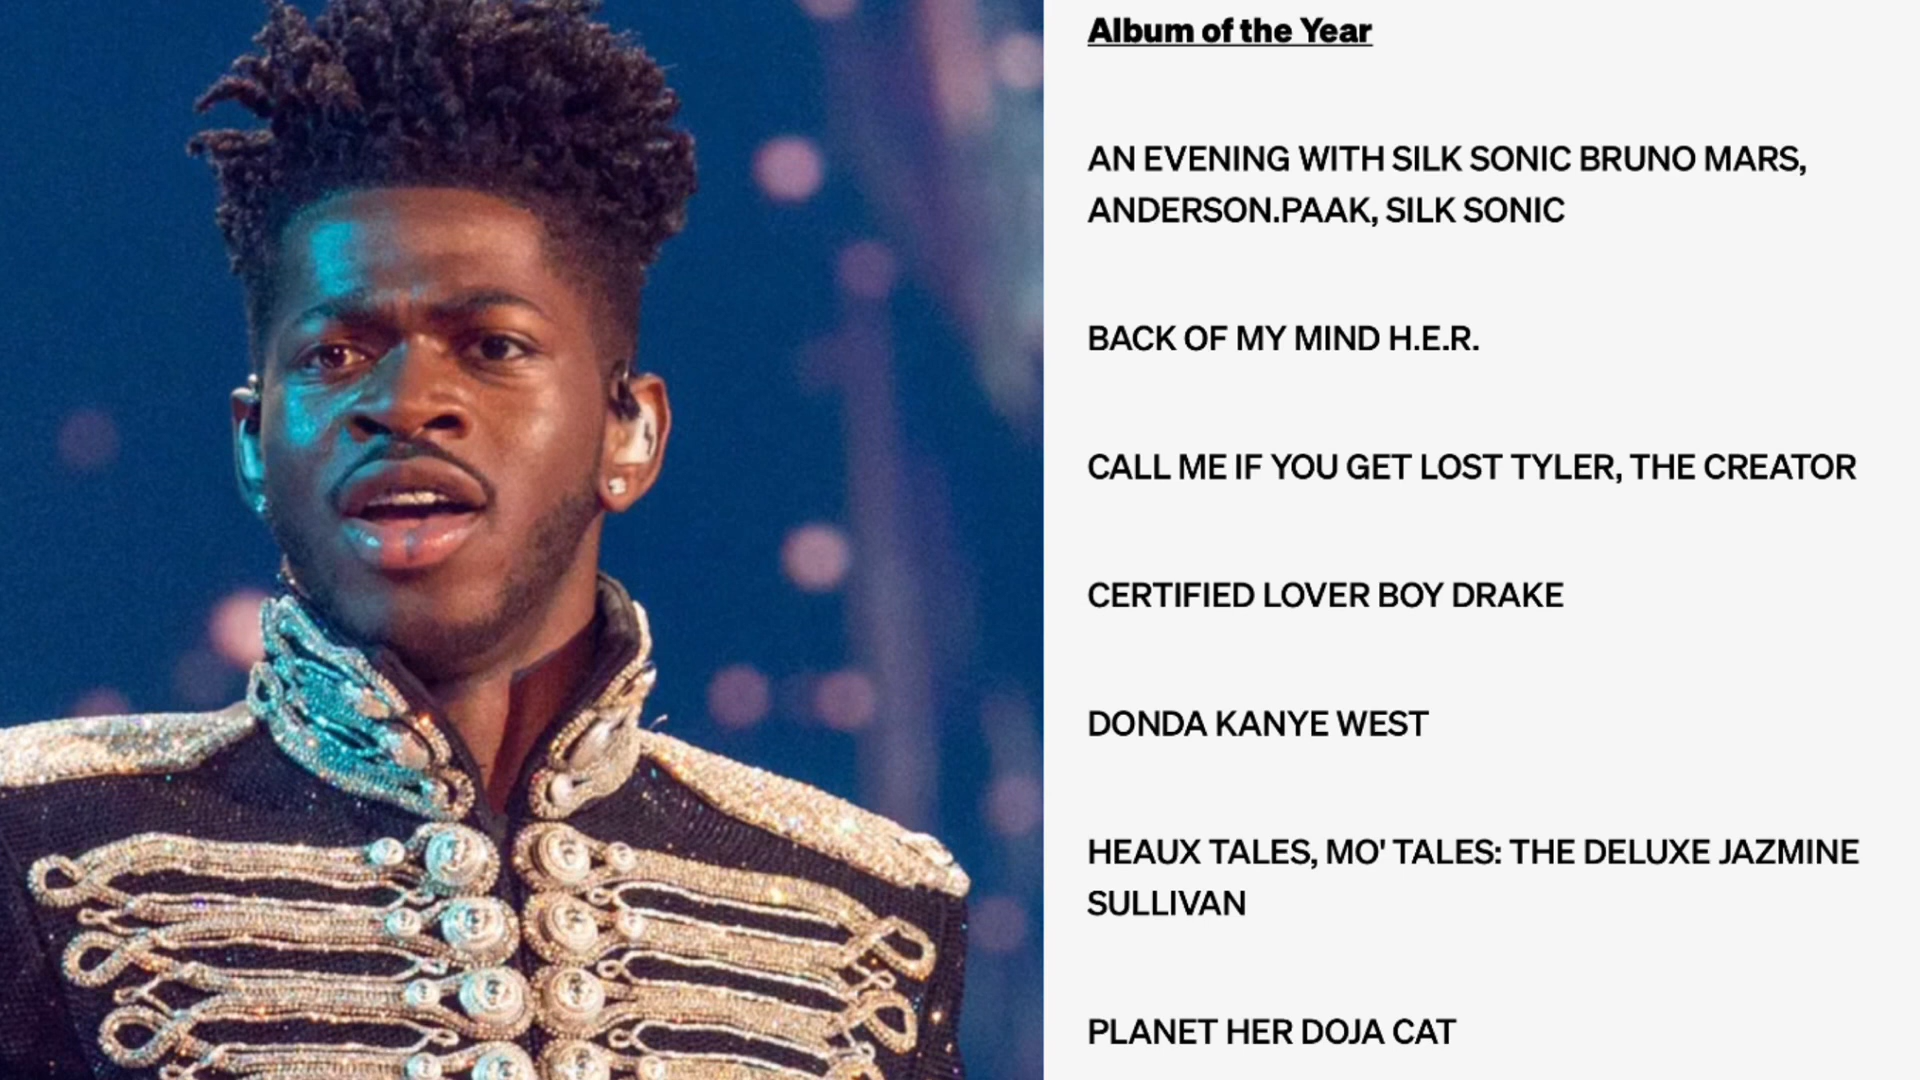 Album of the Year
AN EVENING WITH SILK SONIC BRUNO MARS,
ANDERSON.PAAK, SILK SONIC
BACK OF MY MIND H.E.R.
CALL ME IF YOU GET LOST TYLER, THE CREATOR
CERTIFIED LOVER BOY DRAKE
DONDA KANYE WEST
HEAUX TALES, MO' TALES: THE DELUXE JAZMINE
SULLIVAN
PLANET HER DOJA CAT